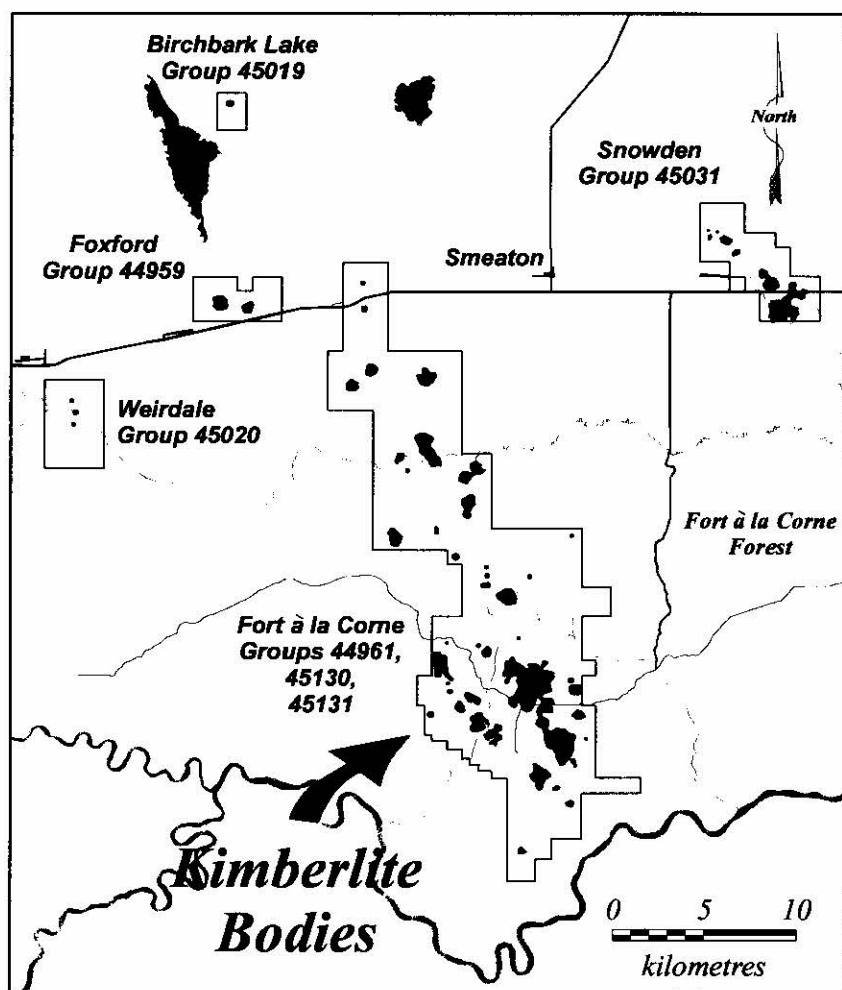 Birchbark Lake
Group 45019
North
Snowden
Group 45031
Foxford
Group 44959
Smeaton
Weirdale
Group 45020
Fort à la Corne
Forest
Fort à la Corne
Groups 44961,
45130,
45131
Kimberlite
Bodies
0 5 10
kilometres